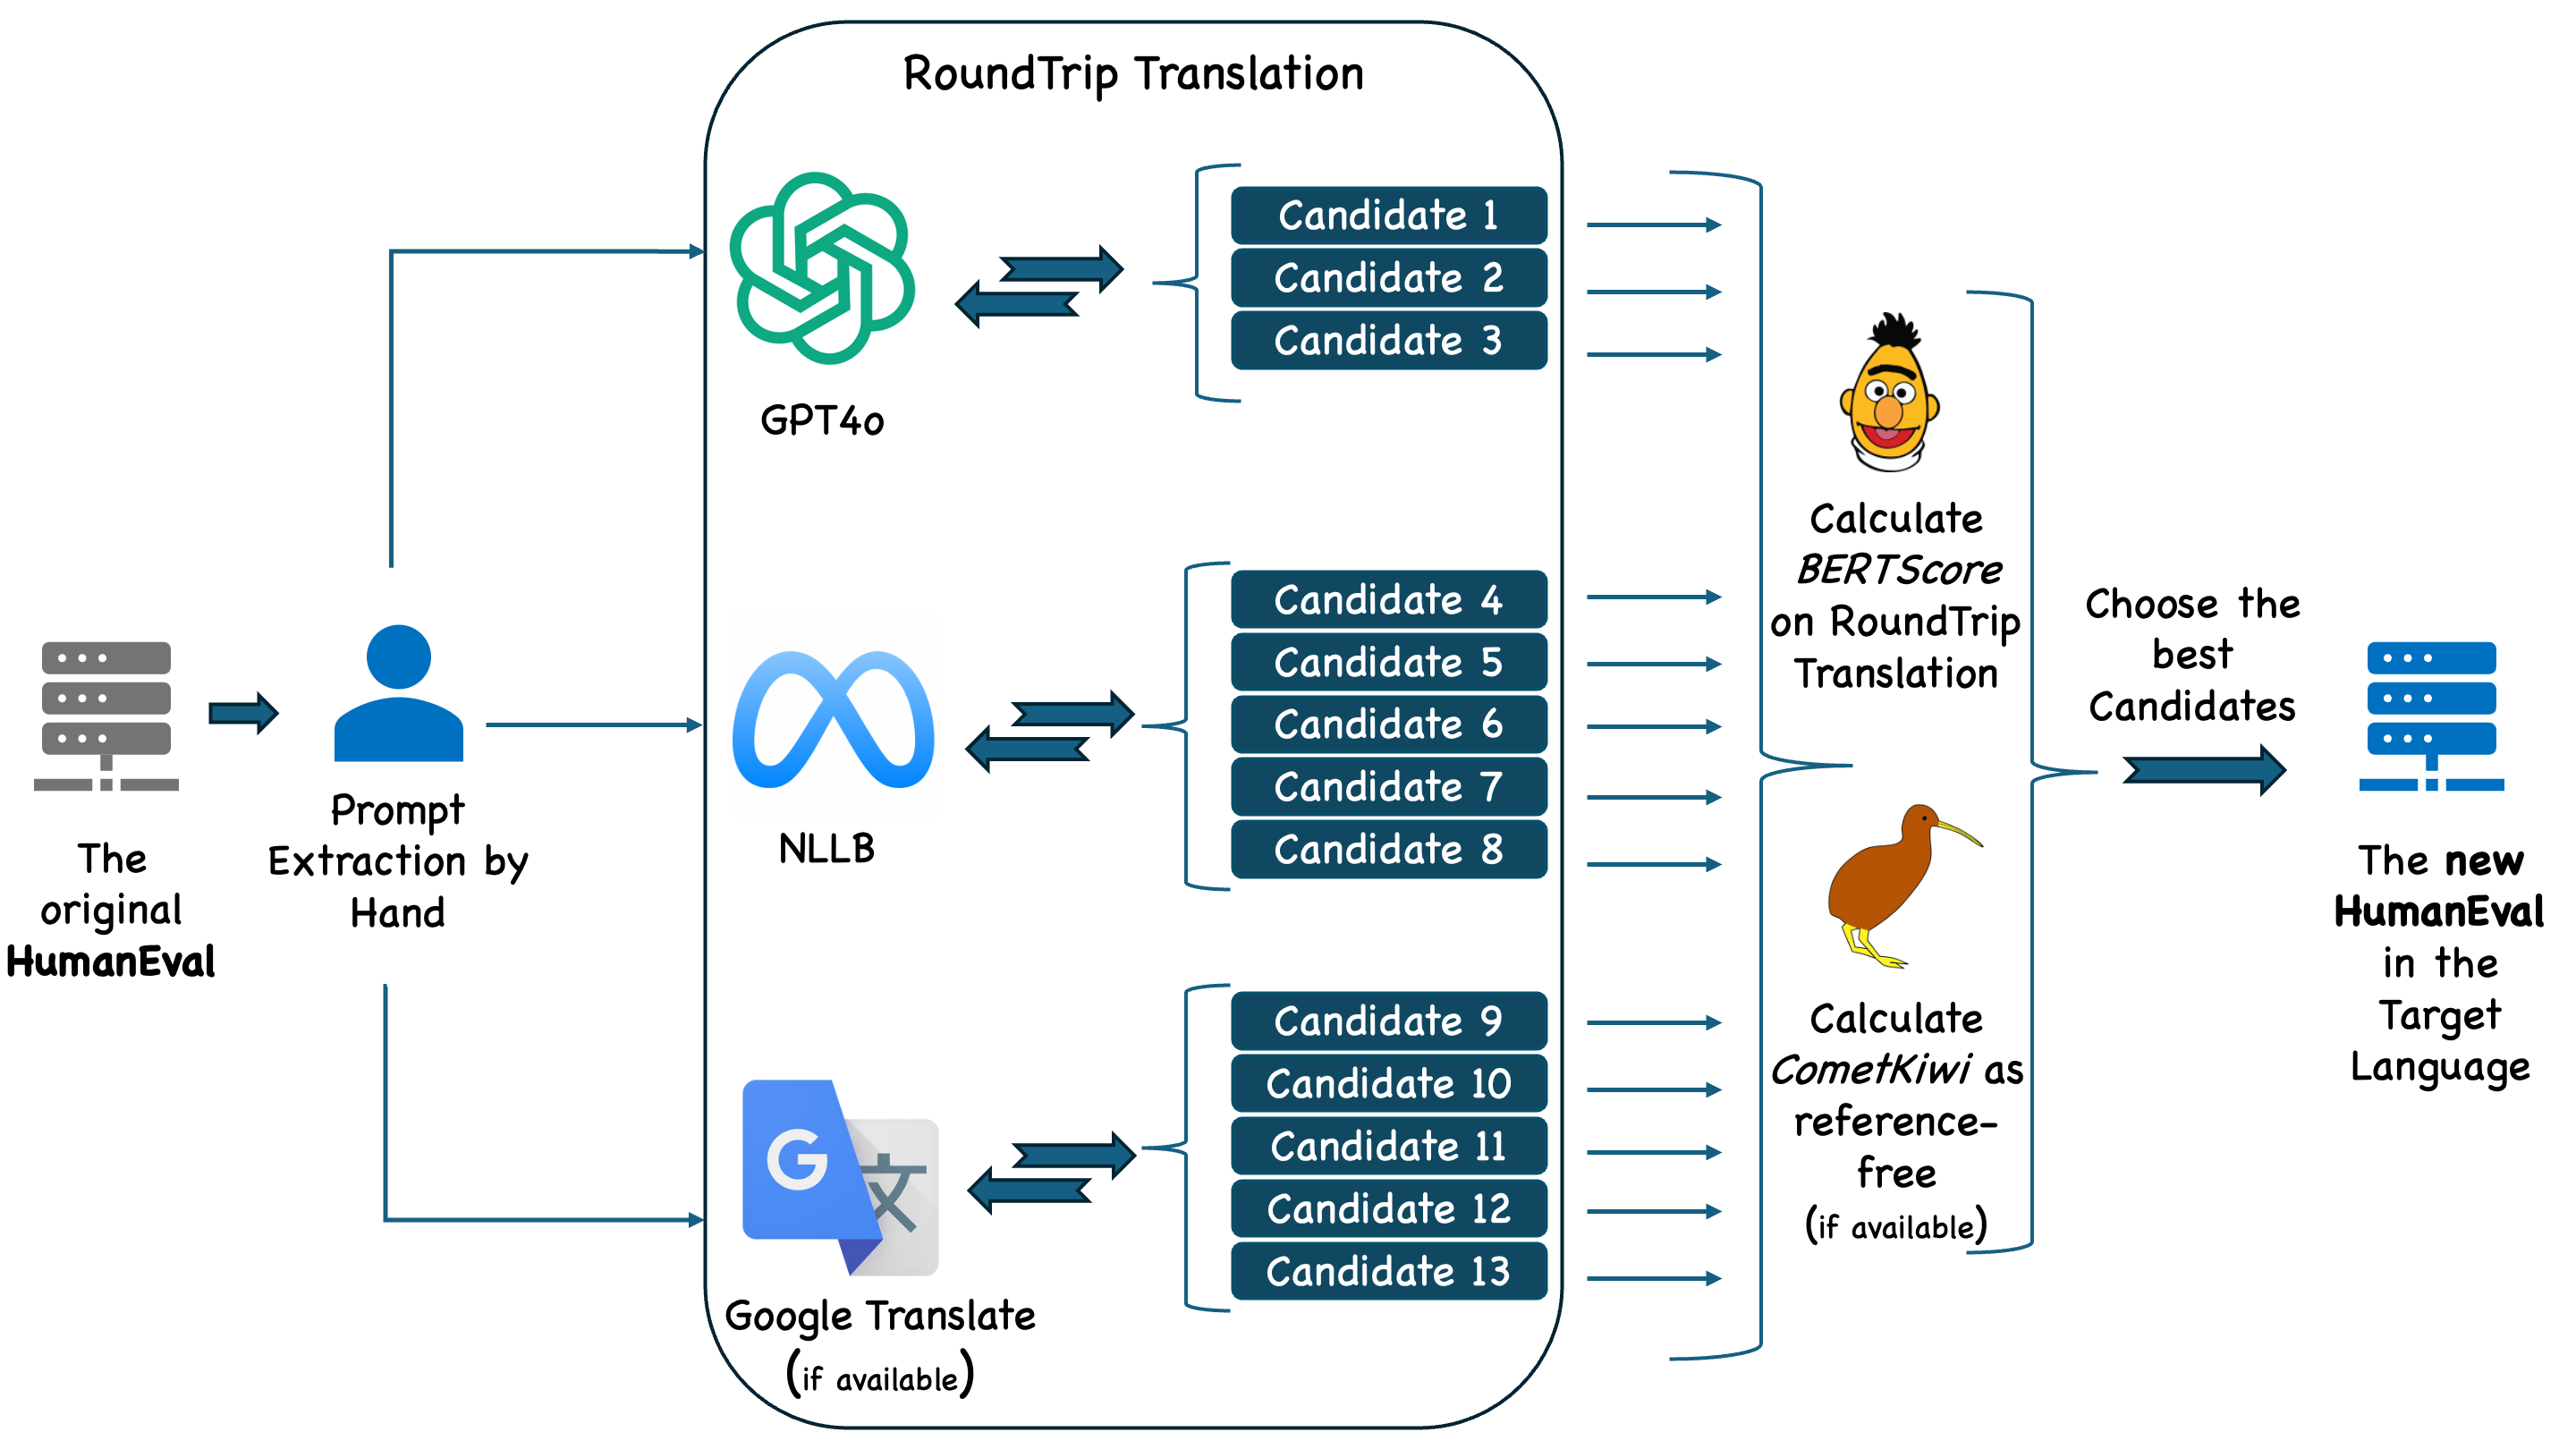 RoundTrip Translation
The
original
HumanEval
Prompt
Extraction by
Hand
GPT4o
Candidate 1
Candidate 2
Candidate 3
NLLB
Candidate 4
Candidate 5
Candidate 6
Candidate 7
Candidate 8
G
文
Google Translate
(if available)
Candidate 9
Candidate 10
Candidate 11
Candidate 12
Candidate 13
Calculate
BERTScore
on RoundTrip
Translation
Calculate
CometKiwi as
reference-
free
(if available)
Choose the
best
Candidates
The new
HumanEval
in the
Target
Language